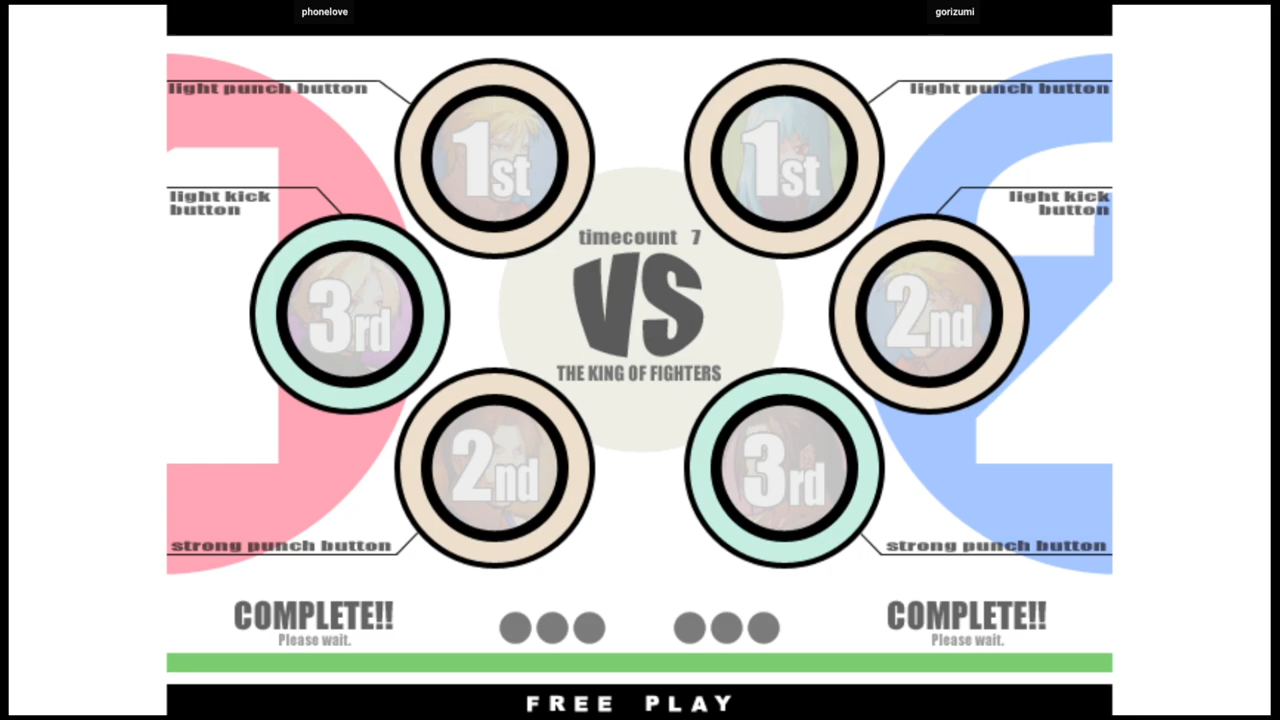 phonelove
gorizumi
light punch button
light punch button
1st
1st
light kick
button
light kick
button
timecount 7
3rd
VS
2nd
THE KING OF FIGHTERS
2nd
3rd
strong punch button
strong punch button
COMPLETE!!
Please wait.
COMPLETE!!
Please wait.
FREE PLAY